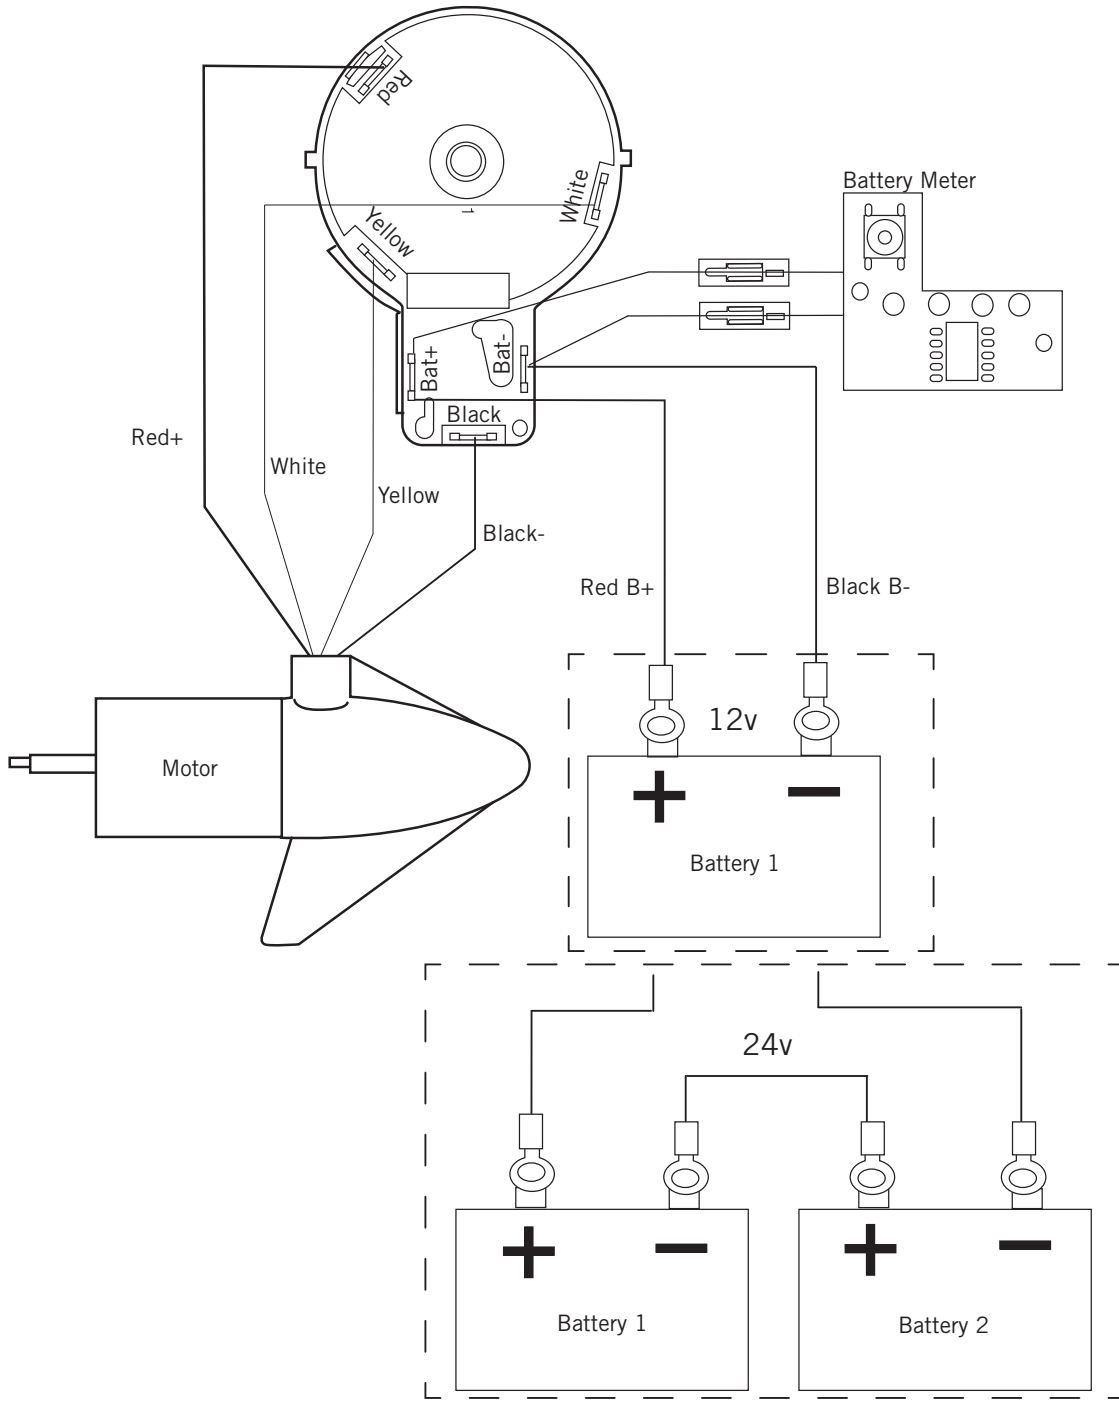 Red
White
Yellow
1
Battery Meter
Bat+
Bat-
Black
Red+
White
Yellow
Black-
Red B+
Black B-
12v
Motor
+
−
Battery 1
24v
+
−
+
−
Battery 1
Battery 2